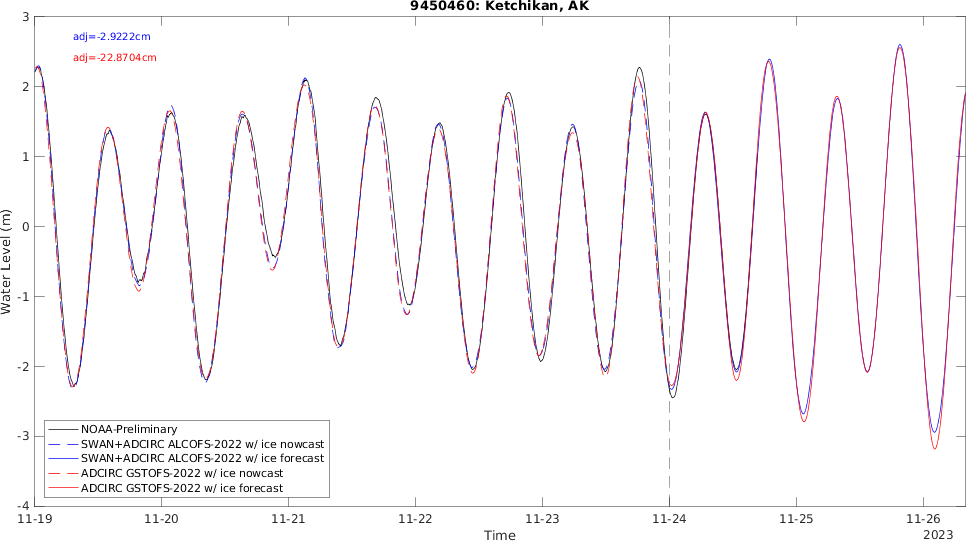 9450460: Ketchikan, AK
adj=-2.9222cm
adj=-22.8704cm
3
2
1
0
-1
-2
-3
-4
Water Level (m)
NOAA-Preliminary
SWAN+ADCIRC ALCOFS-2022 w/ ice nowcast
SWAN+ADCIRC ALCOFS-2022 w/ ice forecast
ADCIRC GSTOFS-2022 w/ ice nowcast
ADCIRC GSTOFS-2022 w/ ice forecast
11-19 11-20 11-21 11-22 11-23 11-24 11-25 11-26
Time
2023